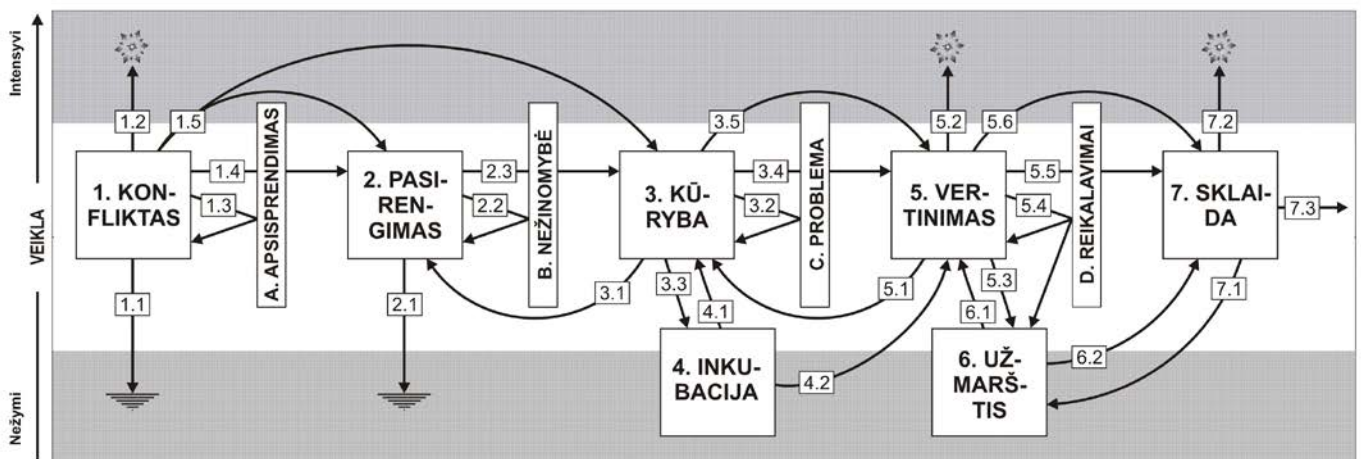 Intensyvi
VEIKLA
Nežymi
1.2
1.5
3.5
5.2
5.6
7.2
1. KON-
FLIKTAS
1.4
1.3
1.1
A. APSISPRENDIMAS
2. PASI-
RENGIMAS
2.3
2.2
2.1
B. NEŽINOMYBĖ
3. KŪ-
RYBA
3.4
3.2
3.1
3.3
4.1
C. PROBLEMA
4. INKU-
BACIJA
4.2
5. VER-
TINIMAS
5.5
5.4
5.1
5.3
6.1
D. REIKALAVIMAI
6. UŽ-
MARŠ-
TIS
6.2
7. SKLAI-
DA
7.3
7.1